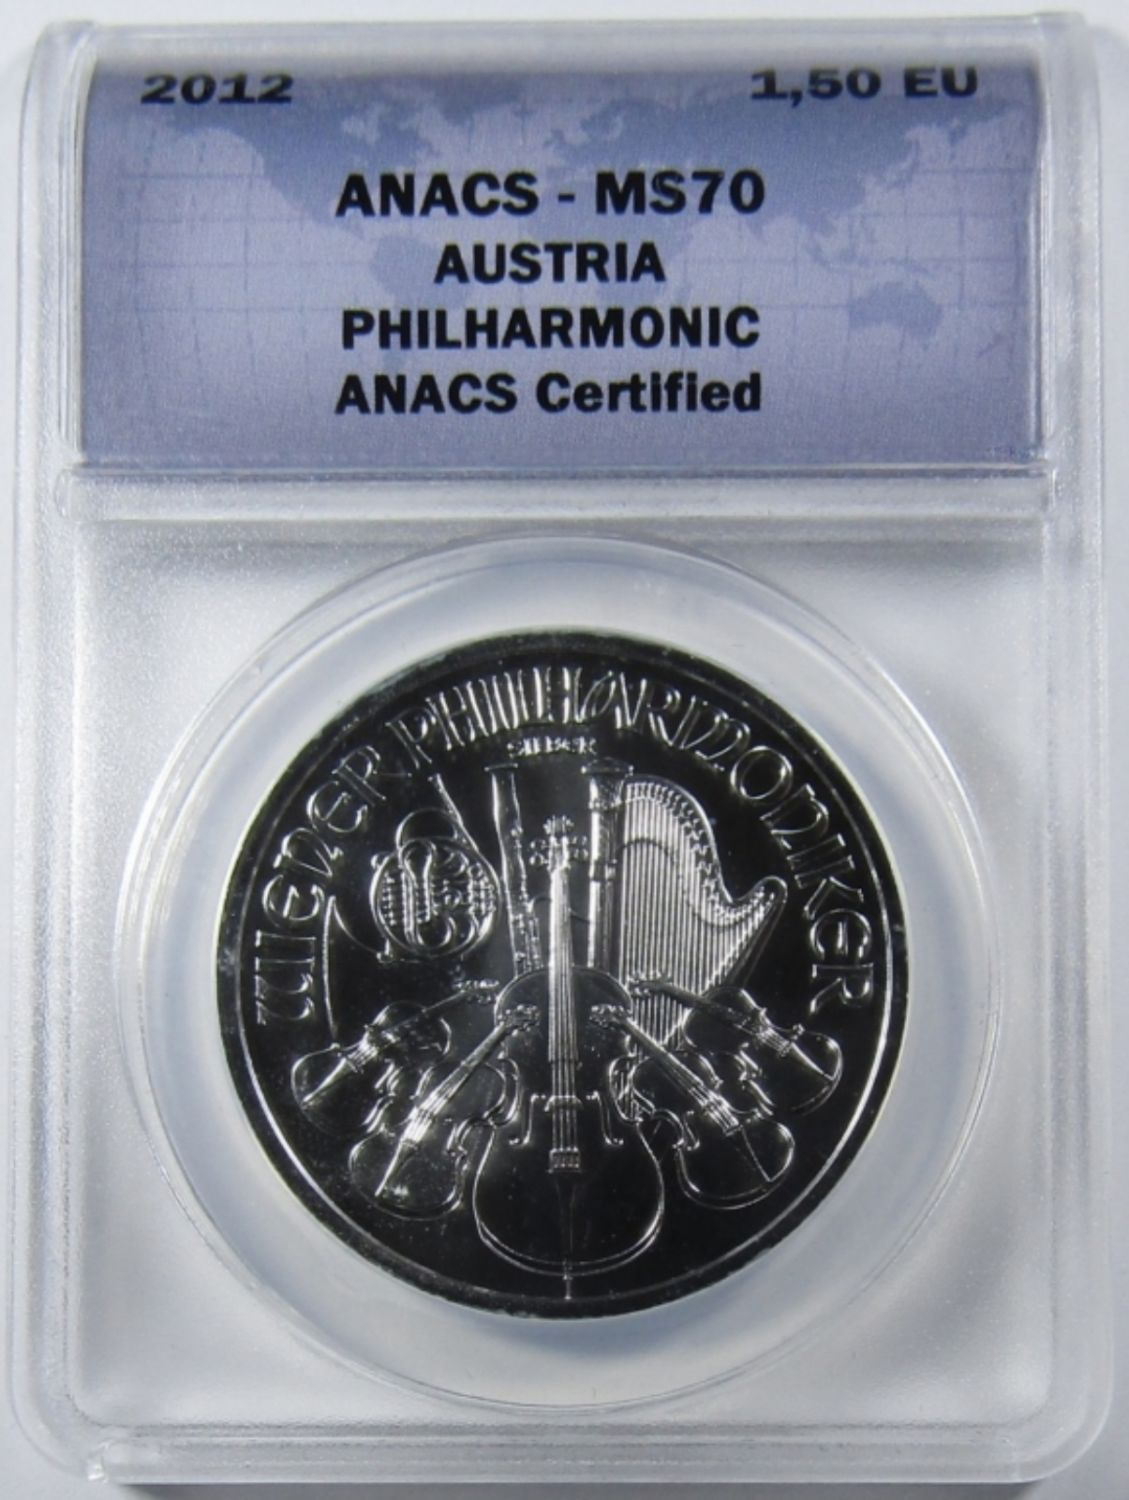 2012 1,50 EU
ANACS - MS70
AUSTRIA
PHILHARMONIC
ANACS Certified
WIENER PHILHARMONIKER
SILBER